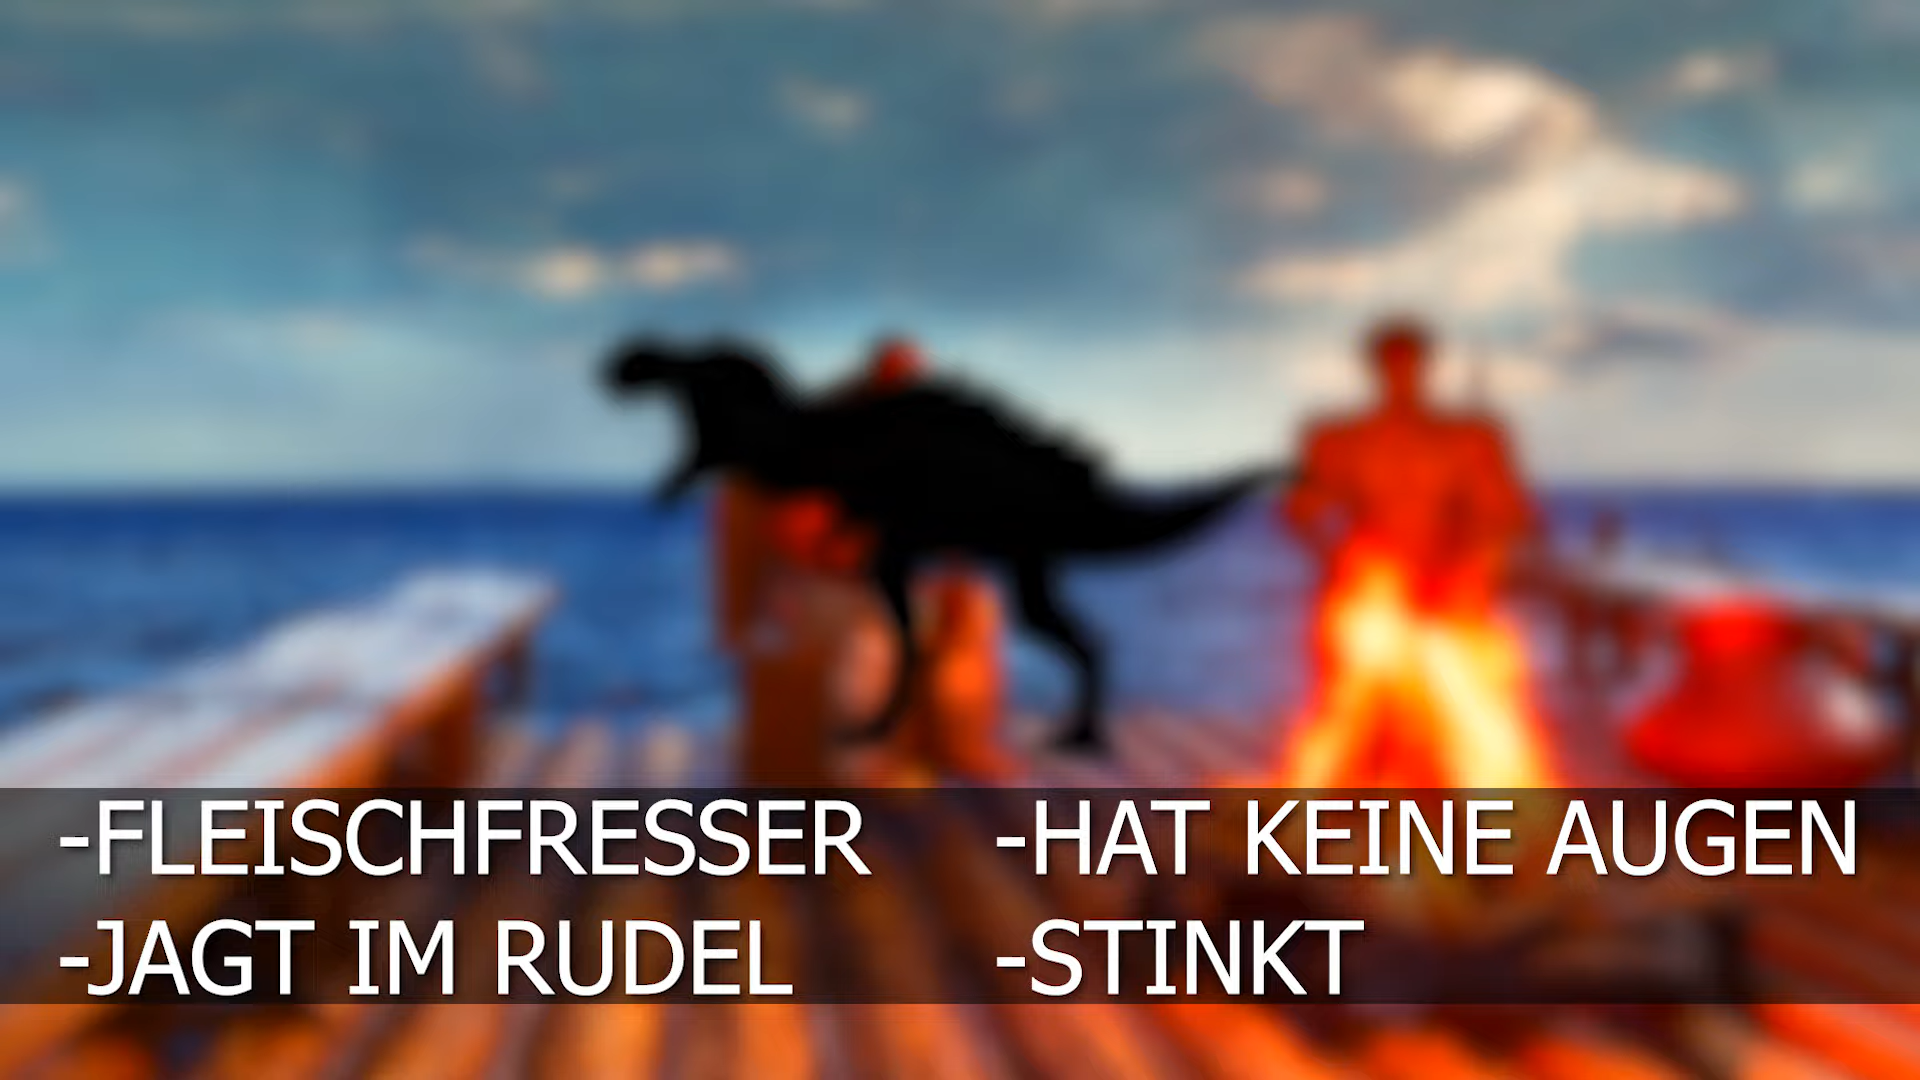 -FLEISCHFRESSER
-JAGT IM RUDEL
-HAT KEINE AUGEN
-STINKT